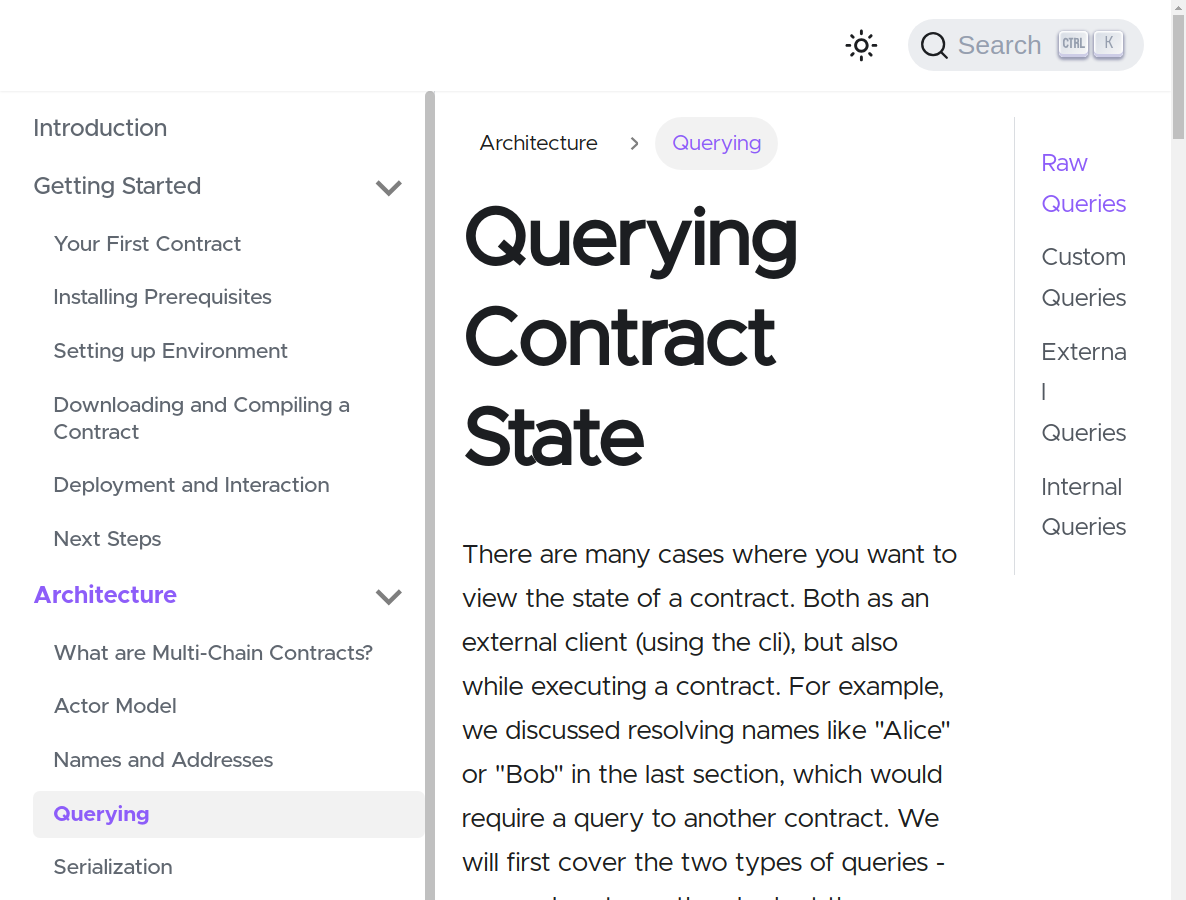 Search CTRL K
Introduction
Getting Started
Your First Contract
Installing Prerequisites
Setting up Environment
Downloading and Compiling a
Contract
Deployment and Interaction
Next Steps
Architecture
What are Multi-Chain Contracts?
Actor Model
Names and Addresses
Querying
Serialization
Architecture > Querying
Querying
Contract
State
There are many cases where you want to
view the state of a contract. Both as an
external client (using the cli), but also
while executing a contract. For example,
we discussed resolving names like "Alice"
or "Bob" in the last section, which would
require a query to another contract. We
will first cover the two types of queries -
Raw
Queries
Custom
Queries
Externa
l
Queries
Internal
Queries